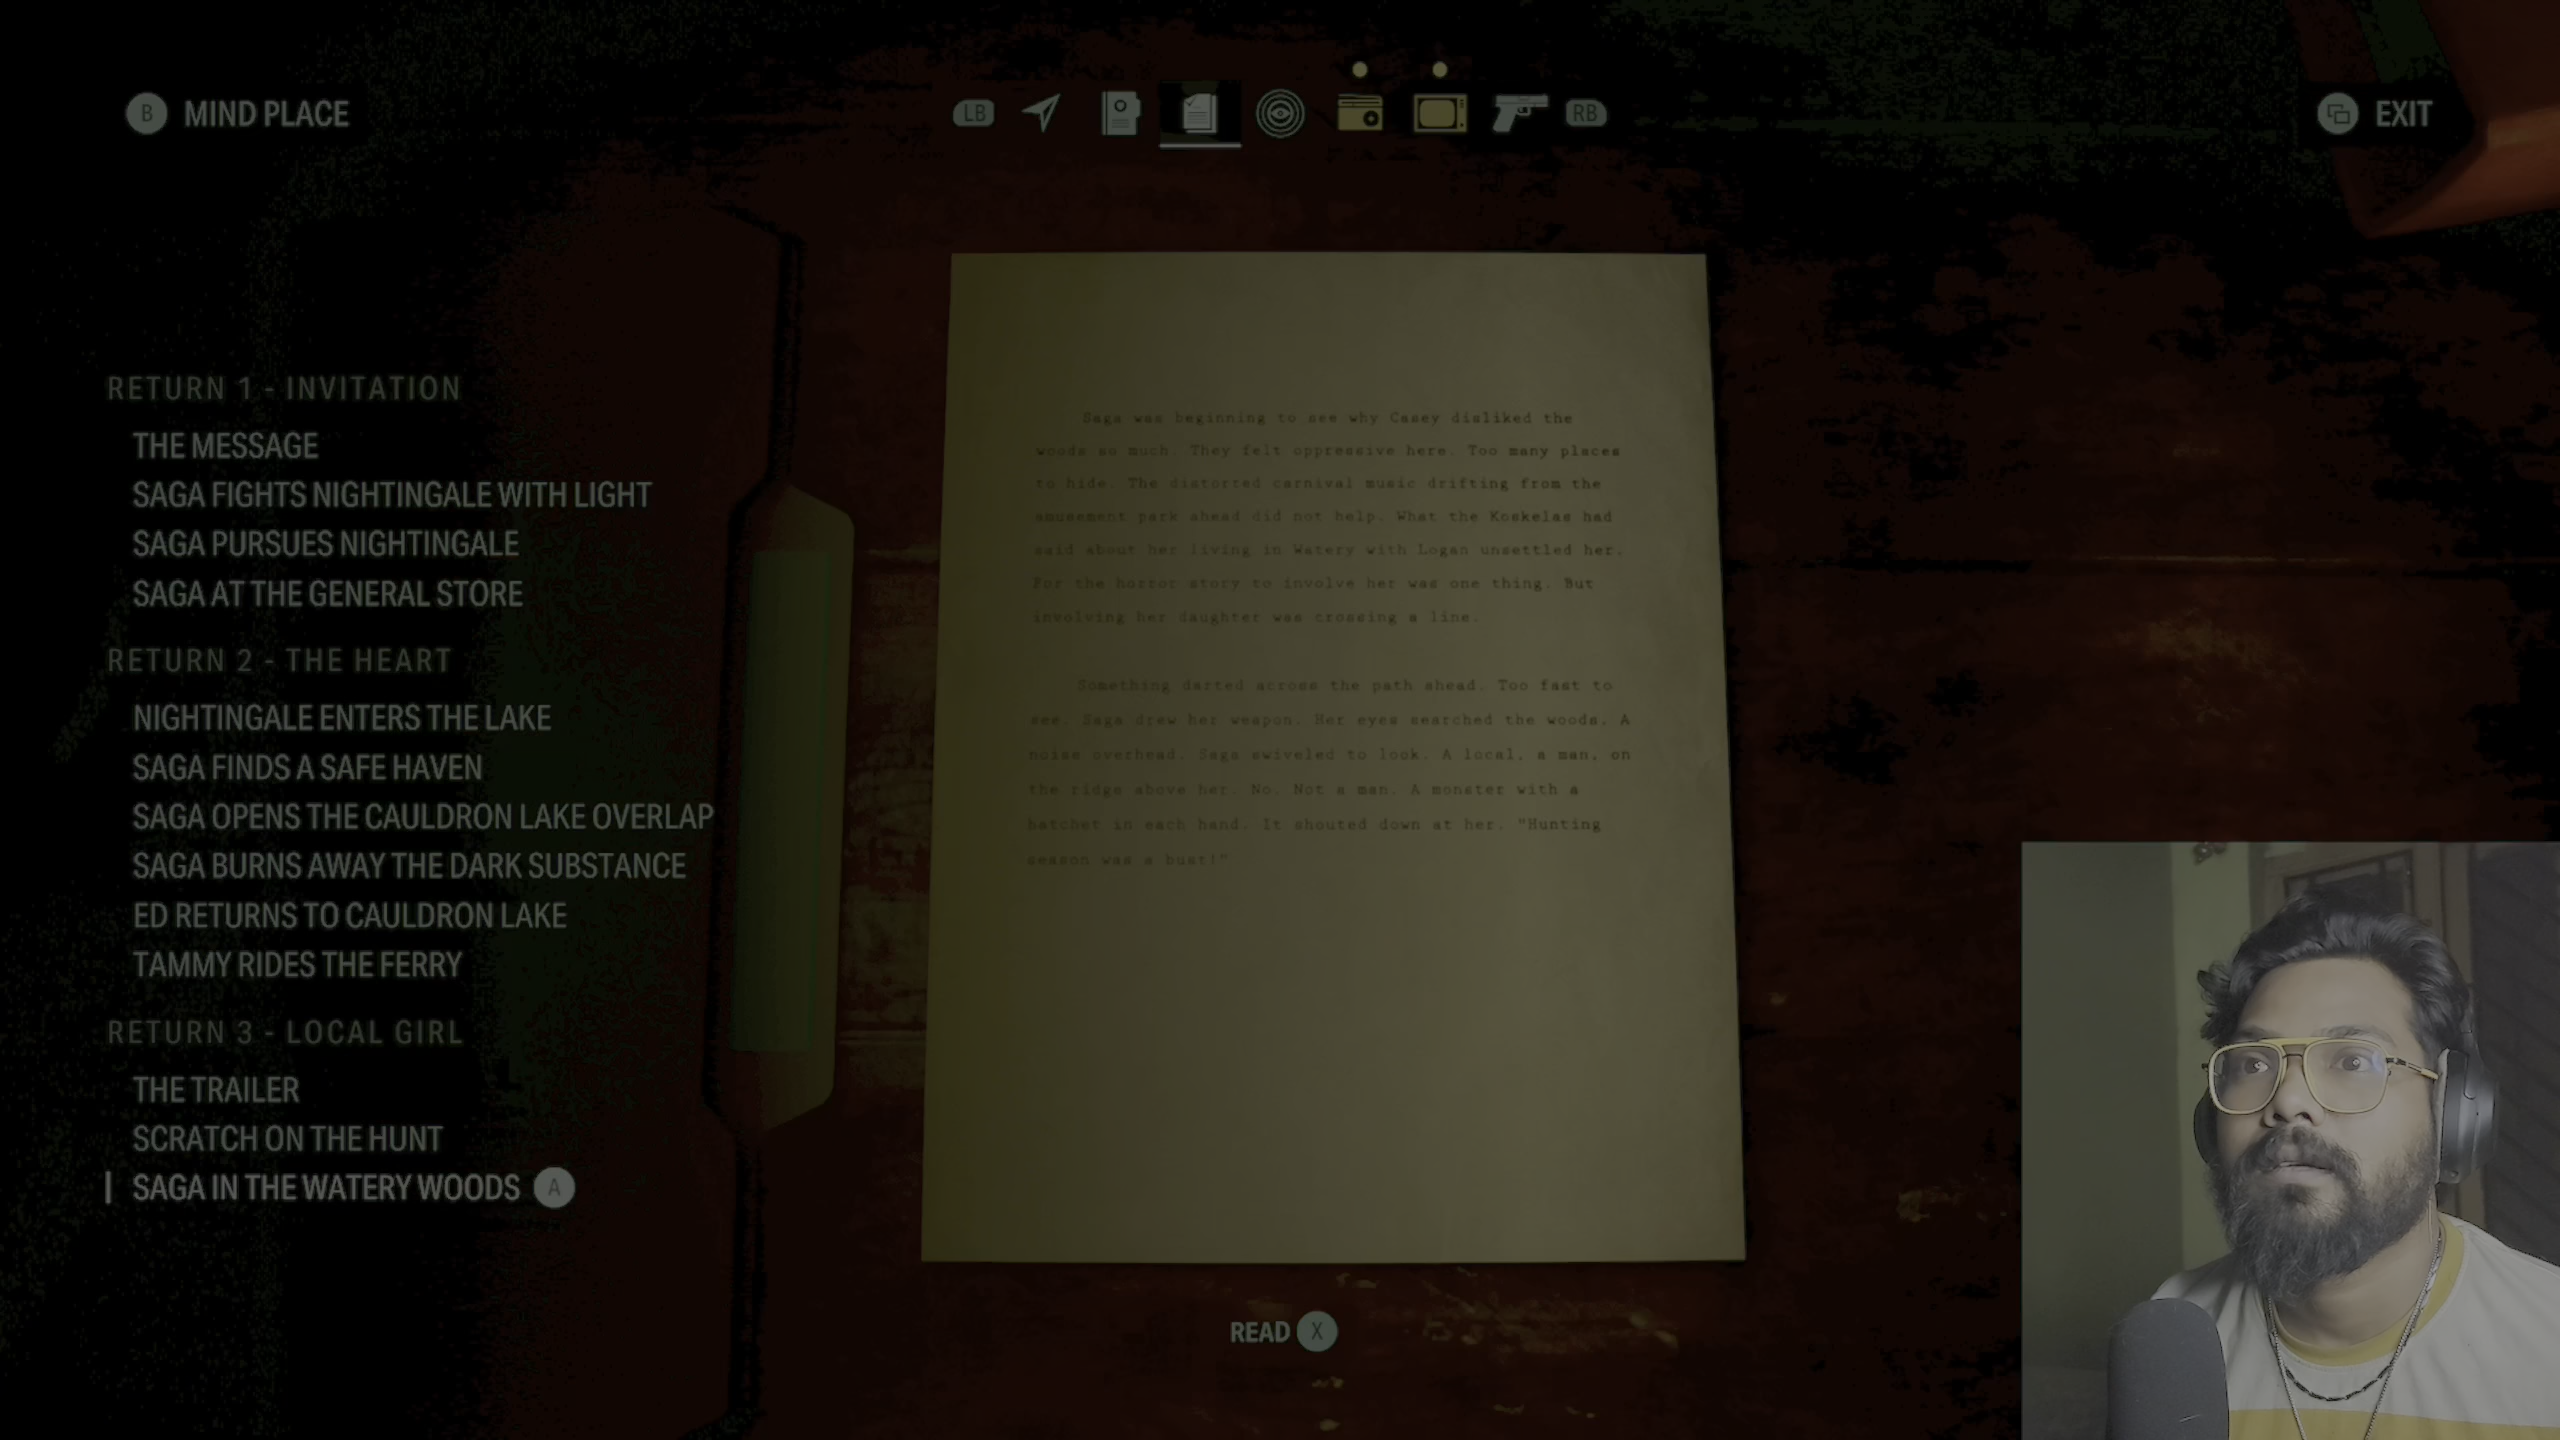 B MIND PLACE
LB
RB
EXIT
RETURN 1 - INVITATION
THE MESSAGE
SAGA FIGHTS NIGHTINGALE WITH LIGHT
SAGA PURSUES NIGHTINGALE
SAGA AT THE GENERAL STORE
RETURN 2 - THE HEART
NIGHTINGALE ENTERS THE LAKE
SAGA FINDS A SAFE HAVEN
SAGA OPENS THE CAULDRON LAKE OVERLAP
SAGA BURNS AWAY THE DARK SUBSTANCE
ED RETURNS TO CAULDRON LAKE
TAMMY RIDES THE FERRY
RETURN 3 - LOCAL GIRL
THE TRAILER
SCRATCH ON THE HUNT
SAGA IN THE WATERY WOODS A
Saga was beginning to see why Casey disliked the
woods so much. They felt oppressive here. Too many places
to hide. The distorted carnival music drifting from the
amusement park ahead did not help. What the Koskelas had
said about her living in Watery with Logan unsettled her.
For the horror story to involve her was one thing. But
involving her daughter was crossing a line.
Something darted across the path ahead. Too fast to
see. Saga drew her weapon. Her eyes searched the woods. A
noise overhead. Saga swiveled to look. A local, a man, on
the ridge above her. No. Not a man. A monster with a
hatchet in each hand. It shouted down at her. "Hunting
season was a bust!"
READ X